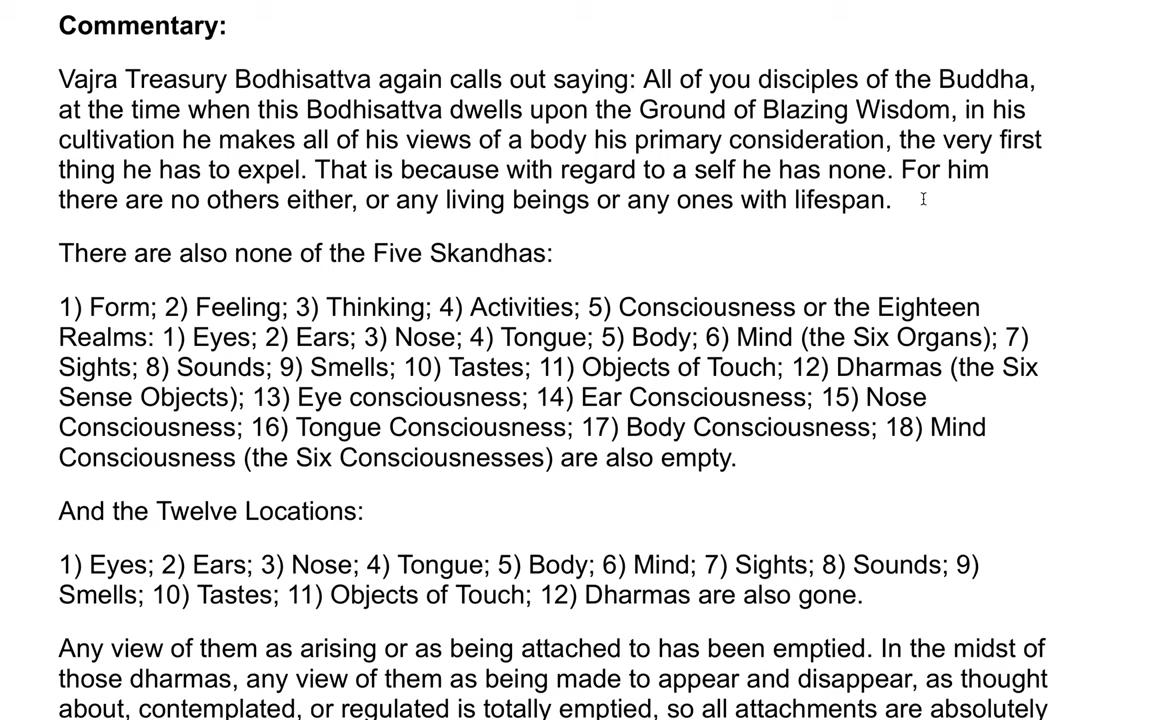 Commentary:
Vajra Treasury Bodhisattva again calls out saying: All of you disciples of the Buddha,
at the time when this Bodhisattva dwells upon the Ground of Blazing Wisdom, in his
cultivation he makes all of his views of a body his primary consideration, the very first
thing he has to expel. That is because with regard to a self he has none. For him
there are no others either, or any living beings or any ones with lifespan.
There are also none of the Five Skandhas:
1) Form; 2) Feeling; 3) Thinking; 4) Activities; 5) Consciousness or the Eighteen
Realms: 1) Eyes; 2) Ears; 3) Nose; 4) Tongue; 5) Body; 6) Mind (the Six Organs); 7)
Sights; 8) Sounds; 9) Smells; 10) Tastes; 11) Objects of Touch; 12) Dharmas (the Six
Sense Objects); 13) Eye consciousness; 14) Ear Consciousness; 15) Nose
Consciousness; 16) Tongue Consciousness; 17) Body Consciousness; 18) Mind
Consciousness (the Six Consciousnesses) are also empty.
And the Twelve Locations:
1) Eyes; 2) Ears; 3) Nose; 4) Tongue; 5) Body; 6) Mind; 7) Sights; 8) Sounds; 9)
Smells; 10) Tastes; 11) Objects of Touch; 12) Dharmas are also gone.
Any view of them as arising or as being attached to has been emptied. In the midst of
those dharmas, any view of them as being made to appear and disappear, as thought
about, contemplated, or regulated is totally emptied, so all attachments are absolutely